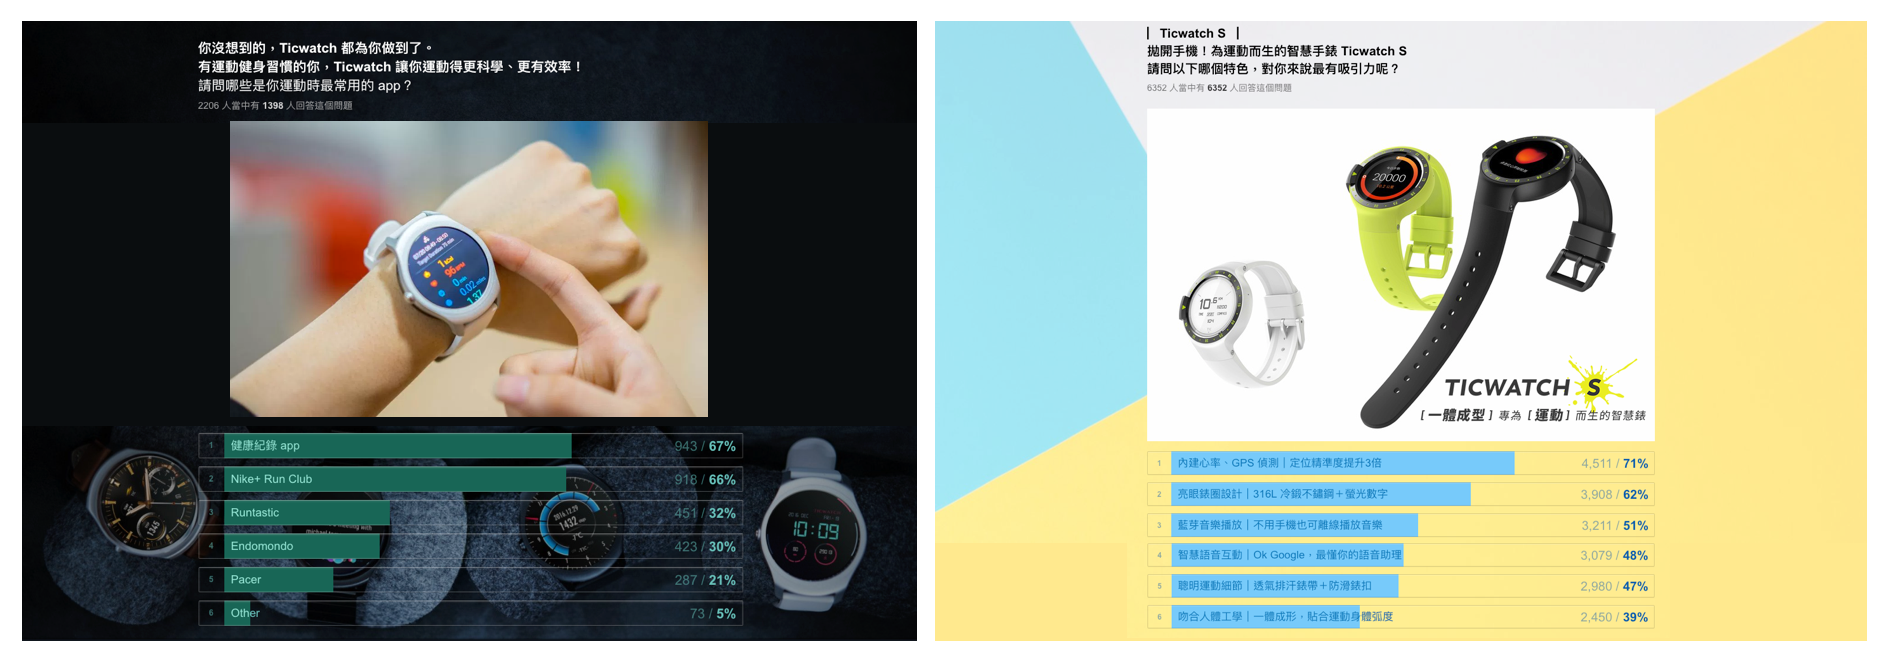 你沒想到的，Ticwatch 都為你做到了。
有運動健身習慣的你，Ticwatch 讓你運動得更科學、更有效率！
請問哪些是你運動時最常用的 app？
2206 人當中有 1398 人回答這個問題
1 健康紀錄 app 943 / 67%
2 Nike+ Run Club 918 / 66%
3 Runtastic 451 / 32%
4 Endomondo 423 / 30%
5 Pacer 287 / 21%
6 Other 73 / 5%
10:09
| Ticwatch S |
拋開手機！為運動而生的智慧手錶 Ticwatch S
請問以下哪個特色，對你來說最有吸引力呢？
6352 人當中有 6352 人回答這個問題
20000
TICWATCH S
[ 一體成型 ] 專為 [ 運動 ] 而生的智慧錶
1 內建心率、GPS 偵測｜定位精準度提升3倍 4,511 / 71%
2 亮眼錶圈設計｜316L 冷鍛不鏽鋼＋螢光數字 3,908 / 62%
3 藍芽音樂播放｜不用手機也可離線播放音樂 3,211 / 51%
4 智慧語音互動｜Ok Google，最懂你的語音助理 3,079 / 48%
5 聰明運動細節｜透氣排汗錶帶＋防滑錶扣 2,980 / 47%
6 吻合人體工學｜一體成形，貼合運動身體弧度 2,450 / 39%